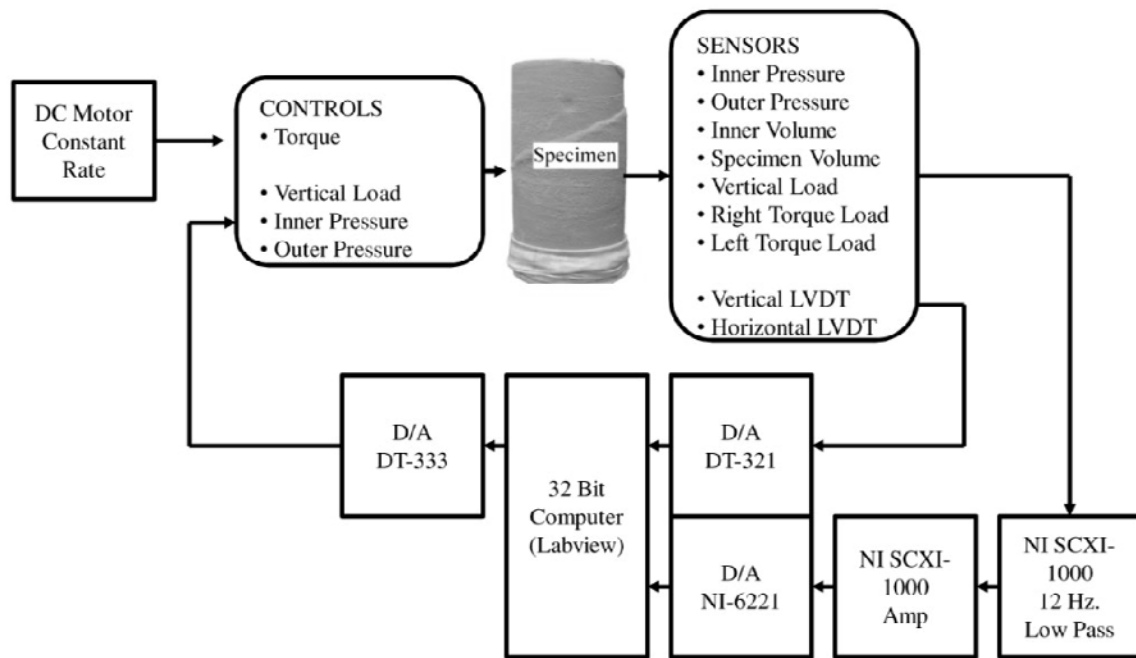 DC Motor
Constant
Rate
CONTROLS
• Torque
• Vertical Load
• Inner Pressure
• Outer Pressure
Specimen
SENSORS
• Inner Pressure
• Outer Pressure
• Inner Volume
• Specimen Volume
• Vertical Load
• Right Torque Load
• Left Torque Load
• Vertical LVDT
• Horizontal LVDT
D/A
DT-333
32 Bit
Computer
(Labview)
D/A
DT-321
D/A
NI-6221
NI SCXI-
1000
Amp
NI SCXI-
1000
12 Hz.
Low Pass